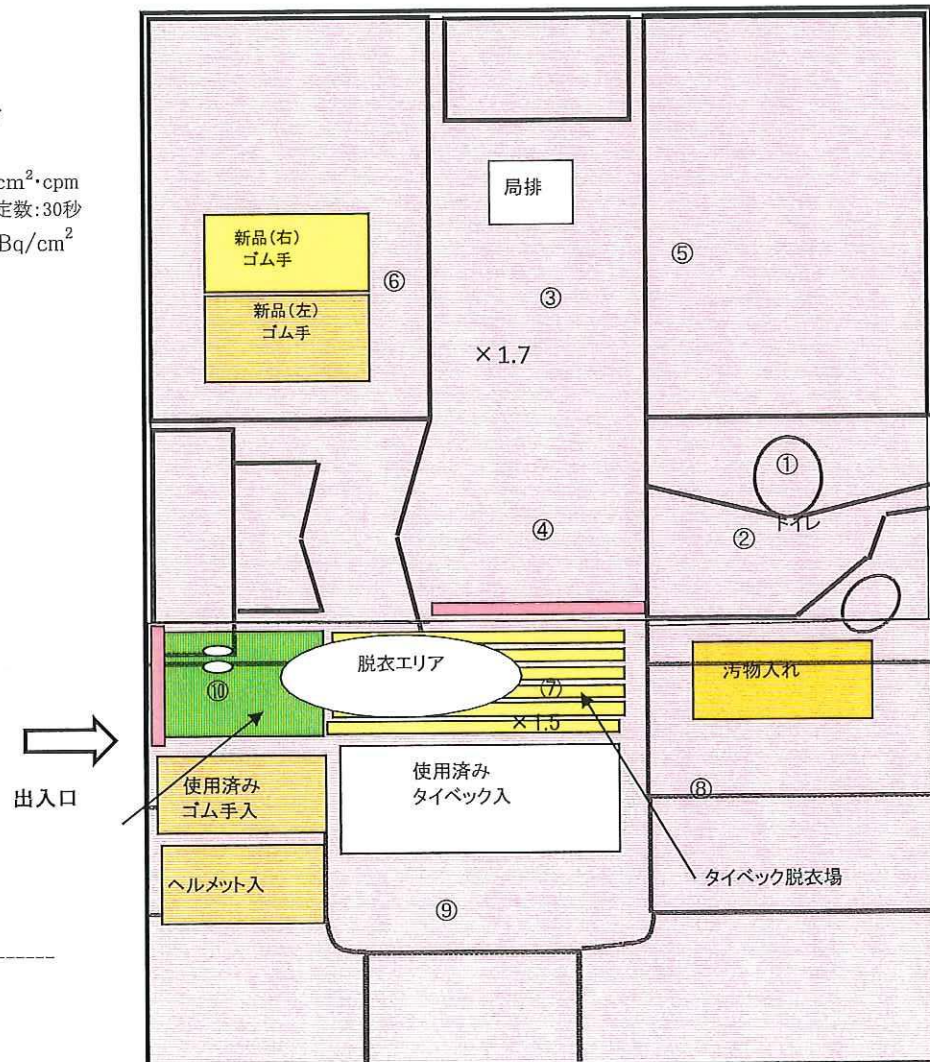 cm²・cpm
定数:30秒
Bq/cm²
局排
新品(右)
ゴム手
新品(左)
ゴム手
⑥
③
⑤
×1.7
①
トイレ
②
④
脱衣エリア
⑩
⑦
×1.5
汚物入れ
出入口
使用済み
ゴム手入
使用済み
タイベック入
⑧
ヘルメット入
タイベック脱衣場
⑨